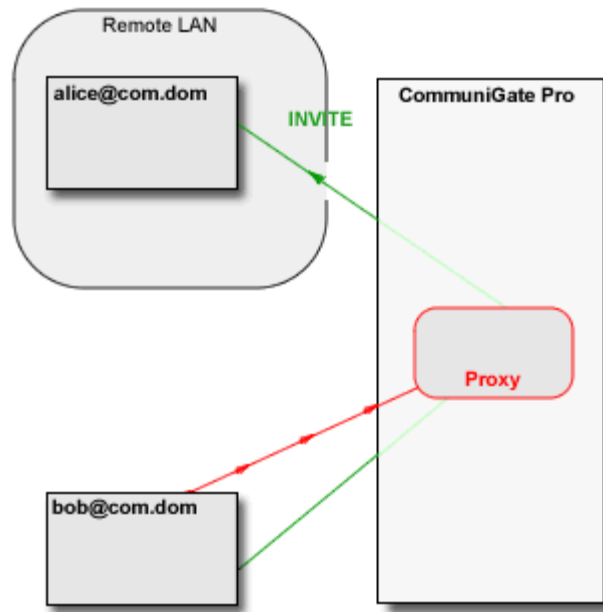 Remote LAN
alice@com.dom
CommuniGate Pro
INVITE
Proxy
bob@com.dom